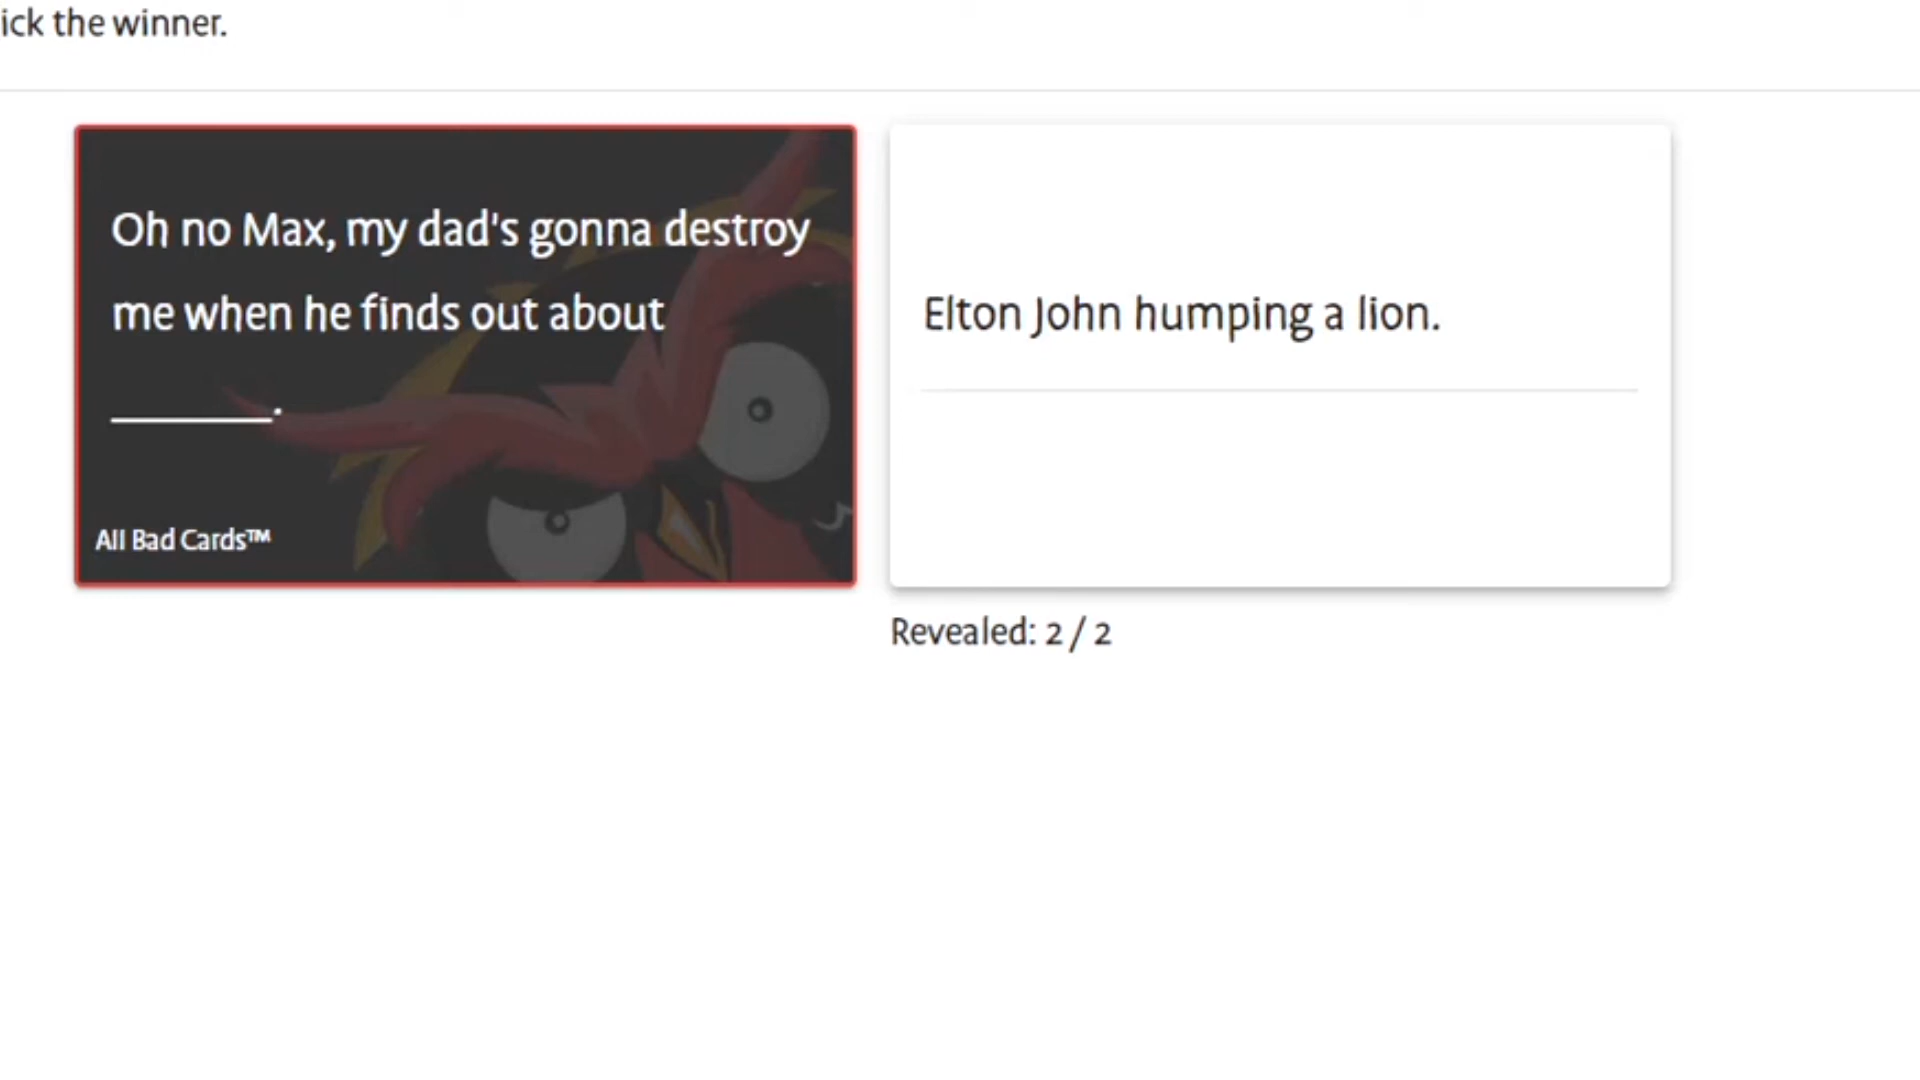 ick the winner.
Oh no Max, my dad's gonna destroy
me when he finds out about
________.
All Bad Cards™
Elton John humping a lion.
Revealed: 2 / 2